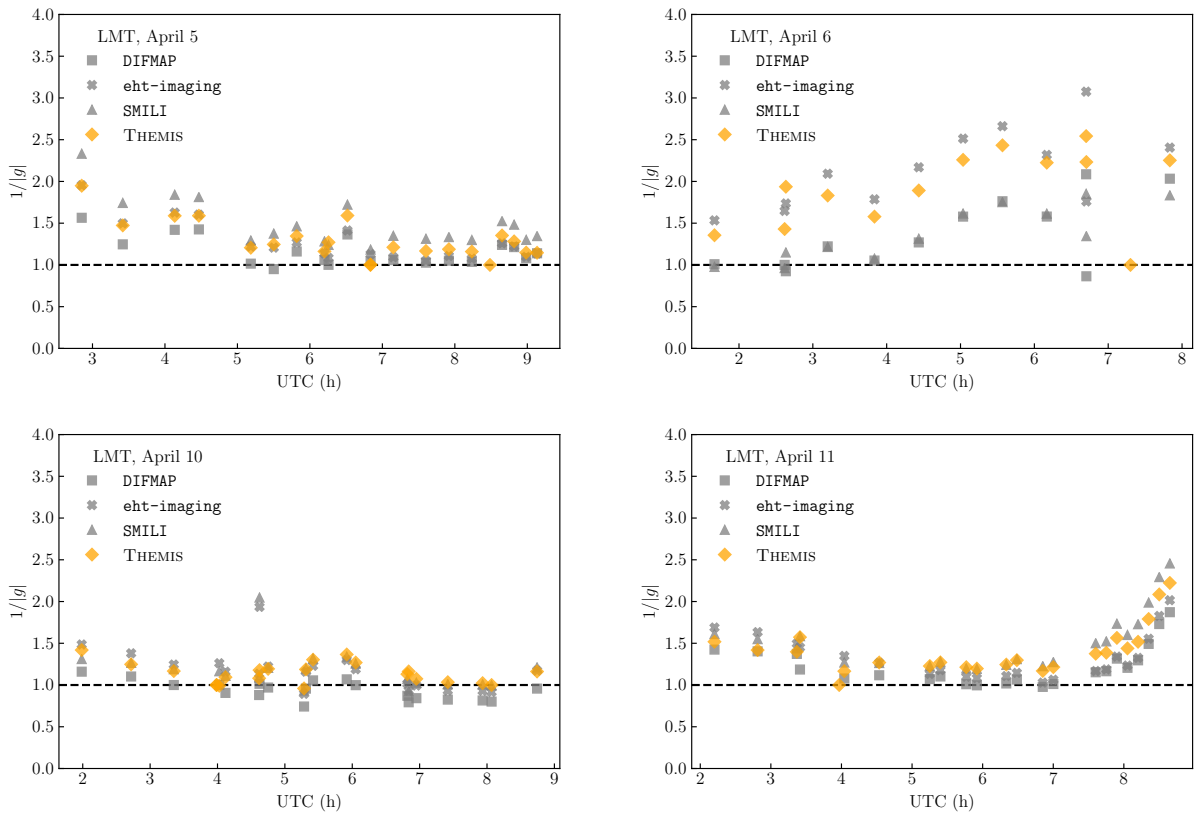 LMT, April 5
DIFMAP
eht-imaging
SMILI
THEMIS
4.0
3.5
3.0
2.5
2.0
1.5
1.0
0.5
0.0
1/|g|
3 4 5 6 7 8 9
UTC (h)
LMT, April 6
DIFMAP
eht-imaging
SMILI
THEMIS
4.0
3.5
3.0
2.5
2.0
1.5
1.0
0.5
0.0
1/|g|
2 3 4 5 6 7 8
UTC (h)
LMT, April 10
DIFMAP
eht-imaging
SMILI
THEMIS
4.0
3.5
3.0
2.5
2.0
1.5
1.0
0.5
0.0
1/|g|
2 3 4 5 6 7 8 9
UTC (h)
LMT, April 11
DIFMAP
eht-imaging
SMILI
THEMIS
4.0
3.5
3.0
2.5
2.0
1.5
1.0
0.5
0.0
1/|g|
2 3 4 5 6 7 8
UTC (h)